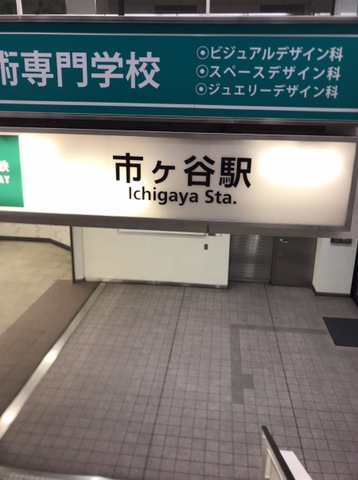 術専門学校
◎ビジュアルデザイン科
◎スペースデザイン科
◎ジュエリーデザイン科
鉄
AY
市ヶ谷駅
Ichigaya Sta.